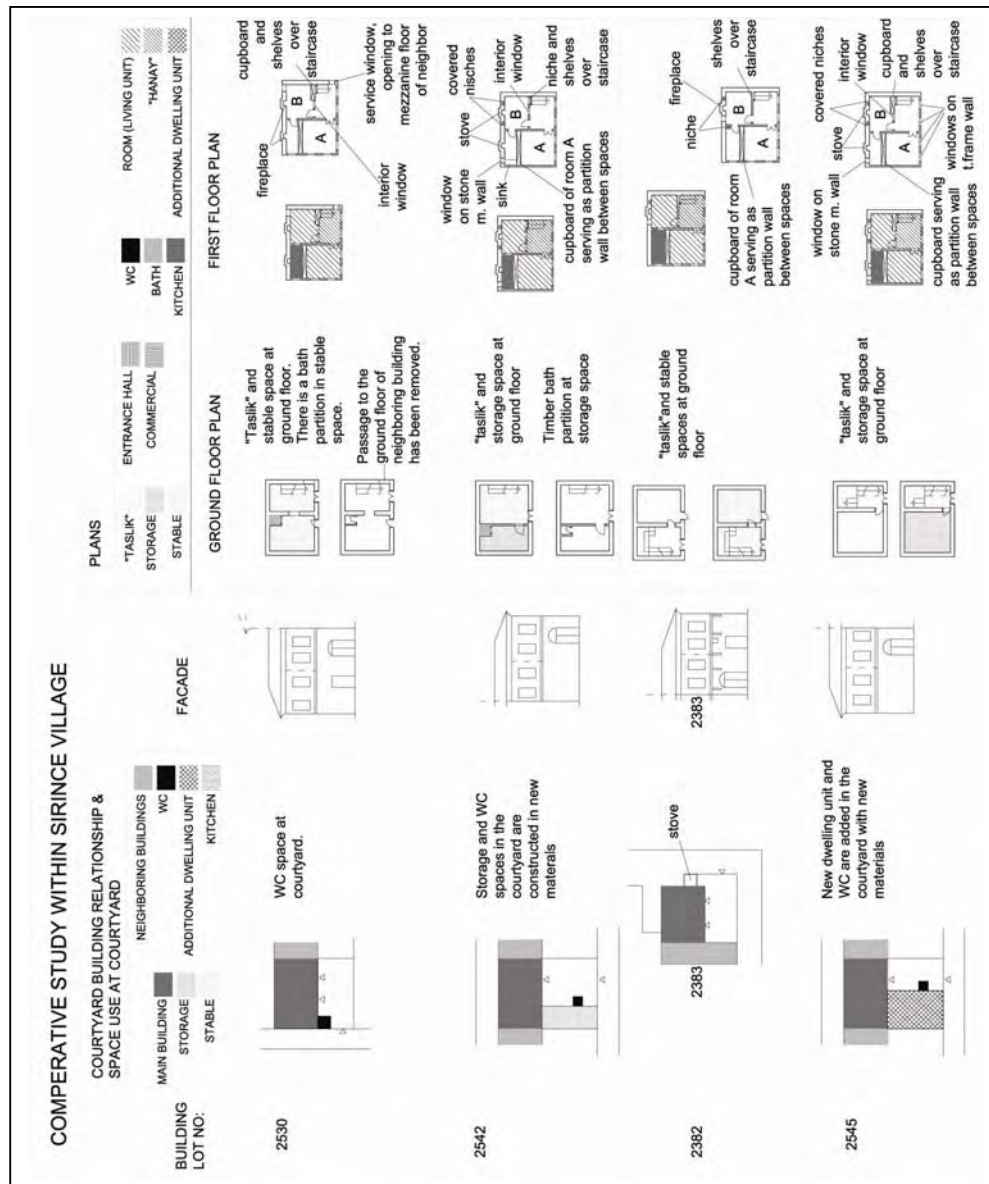 COMPERATIVE STUDY WITHIN SIRINCE VILLAGE
COURTYARD BUILDING RELATIONSHIP &
SPACE USE AT COURTYARD
MAIN BUILDING
STORAGE
STABLE
NEIGHBORING BUILDINGS
WC
ADDITIONAL DWELLING UNIT
KITCHEN
PLANS
"TASLIK"
STORAGE
STABLE
ENTRANCE HALL
COMMERCIAL
WC
BATH
KITCHEN
ROOM (LIVING UNIT)
"HANAY"
ADDITIONAL DWELLING UNIT
BUILDING
LOT NO:
FACADE
GROUND FLOOR PLAN
FIRST FLOOR PLAN
2530
WC space at
courtyard.
"Taslik" and
stable space at
ground floor.
There is a bath
partition in stable
space.
Passage to the
ground floor of
neighboring building
has been removed.
fireplace
cupboard
and
shelves
over
staircase
B
A
interior
window
service window,
opening to
mezzanine floor
of neighbor
2542
Storage and WC
spaces in the
courtyard are
constructed in new
materals
"taslik" and
storage space at
ground floor
Timber bath
partition at
storage space
window
on stone
m. wall
sink
stove
covered
nisches
interior
window
niche and
shelves
over
staircase
B
A
cupboard of room A
serving as partition
wall between spaces
2382
2383
stove
2383
"taslik"and stable
spaces at ground
floor
niche
fireplace
shelves
over
staircase
B
A
cupboard of room
A serving as
partition wall
between spaces
2545
New dwelling unit and
WC are added in the
courtyard with new
materials
"taslik" and
storage space at
ground floor
window on
stone m. wall
stove
covered niches
interior
window
cupboard
and
shelves
over
staircase
B
A
windows on
t.frame wall
cupboard serving
as partition wall
between spaces